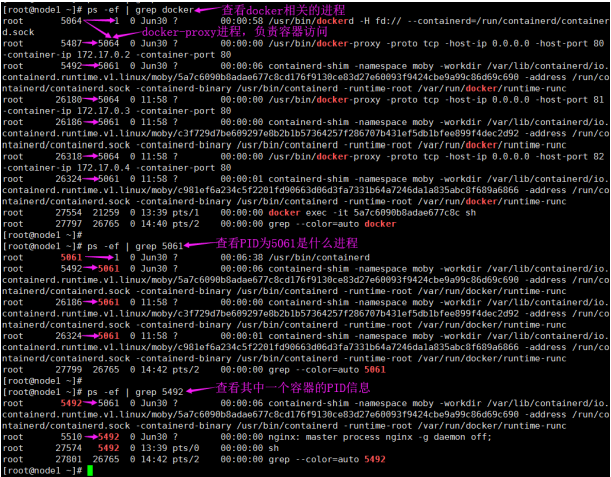 [root@node1 ~]# ps -ef | grep docker 查看docker相关的进程
root 5064 1 0 Jun30 ? 00:00:58 /usr/bin/dockerd -H fd:// --containerd=/run/containerd/container
d.sock docker-proxy进程，负责容器访问
root 5487 5064 0 Jun30 ? 00:00:00 /usr/bin/docker-proxy -proto tcp -host-ip 0.0.0.0 -host-port 80
-container-ip 172.17.0.2 -container-port 80
root 5492 5061 0 Jun30 ? 00:00:06 containerd-shim -namespace moby -workdir /var/lib/containerd/io.
containerd.runtime.v1.linux/moby/5a7c6090b8adae677c8cd176f9130ce83d27e60093f9424cbe9a99c86d69c690 -address /run/co
ntainerd/containerd.sock -containerd-binary /usr/bin/containerd -runtime-root /var/run/docker/runtime-runc
root 26180 5064 0 11:58 ? 00:00:00 /usr/bin/docker-proxy -proto tcp -host-ip 0.0.0.0 -host-port 81
-container-ip 172.17.0.3 -container-port 80
root 26186 5061 0 11:58 ? 00:00:00 containerd-shim -namespace moby -workdir /var/lib/containerd/io.
containerd.runtime.v1.linux/moby/c3f729d7be609297e8b2b1b57364257f286707b431ef5db1bfee899f4dec2d92 -address /run/co
ntainerd/containerd.sock -containerd-binary /usr/bin/containerd -runtime-root /var/run/docker/runtime-runc
root 26318 5064 0 11:58 ? 00:00:00 /usr/bin/docker-proxy -proto tcp -host-ip 0.0.0.0 -host-port 82
-container-ip 172.17.0.4 -container-port 80
root 26324 5061 0 11:58 ? 00:00:01 containerd-shim -namespace moby -workdir /var/lib/containerd/io.
containerd.runtime.v1.linux/moby/c981ef6a234c5f2201fd90663d06d3fa7331b64a7246da1a835abc8f689a6866 -address /run/co
ntainerd/containerd.sock -containerd-binary /usr/bin/containerd -runtime-root /var/run/docker/runtime-runc
root 27554 21259 0 13:39 pts/1 00:00:00 docker exec -it 5a7c6090b8adae677c8c sh
root 27797 26765 0 14:40 pts/2 00:00:00 grep --color=auto docker
[root@node1 ~]#
[root@node1 ~]# ps -ef | grep 5061 查看PID为5061是什么进程
root 5061 1 0 Jun30 ? 00:06:38 /usr/bin/containerd
root 5492 5061 0 Jun30 ? 00:00:06 containerd-shim -namespace moby -workdir /var/lib/containerd/io.
containerd.runtime.v1.linux/moby/5a7c6090b8adae677c8cd176f9130ce83d27e60093f9424cbe9a99c86d69c690 -address /run/co
ntainerd/containerd.sock -containerd-binary /usr/bin/containerd -runtime-root /var/run/docker/runtime-runc
root 26186 5061 0 11:58 ? 00:00:00 containerd-shim -namespace moby -workdir /var/lib/containerd/io.
containerd.runtime.v1.linux/moby/c3f729d7be609297e8b2b1b57364257f286707b431ef5db1bfee899f4dec2d92 -address /run/co
ntainerd/containerd.sock -containerd-binary /usr/bin/containerd -runtime-root /var/run/docker/runtime-runc
root 26324 5061 0 11:58 ? 00:00:01 containerd-shim -namespace moby -workdir /var/lib/containerd/io.
containerd.runtime.v1.linux/moby/c981ef6a234c5f2201fd90663d06d3fa7331b64a7246da1a835abc8f689a6866 -address /run/co
ntainerd/containerd.sock -containerd-binary /usr/bin/containerd -runtime-root /var/run/docker/runtime-runc
root 27799 26765 0 14:42 pts/2 00:00:00 grep --color=auto 5061
[root@node1 ~]#
[root@node1 ~]# ps -ef | grep 5492 查看其中一个容器的PID信息
root 5492 5061 0 Jun30 ? 00:00:06 containerd-shim -namespace moby -workdir /var/lib/containerd/io.
containerd.runtime.v1.linux/moby/5a7c6090b8adae677c8cd176f9130ce83d27e60093f9424cbe9a99c86d69c690 -address /run/co
ntainerd/containerd.sock -containerd-binary /usr/bin/containerd -runtime-root /var/run/docker/runtime-runc
root 5510 5492 0 Jun30 ? 00:00:00 nginx: master process nginx -g daemon off;
root 27574 5492 0 13:39 pts/0 00:00:00 sh
root 27801 26765 0 14:42 pts/2 00:00:00 grep --color=auto 5492
[root@node1 ~]#